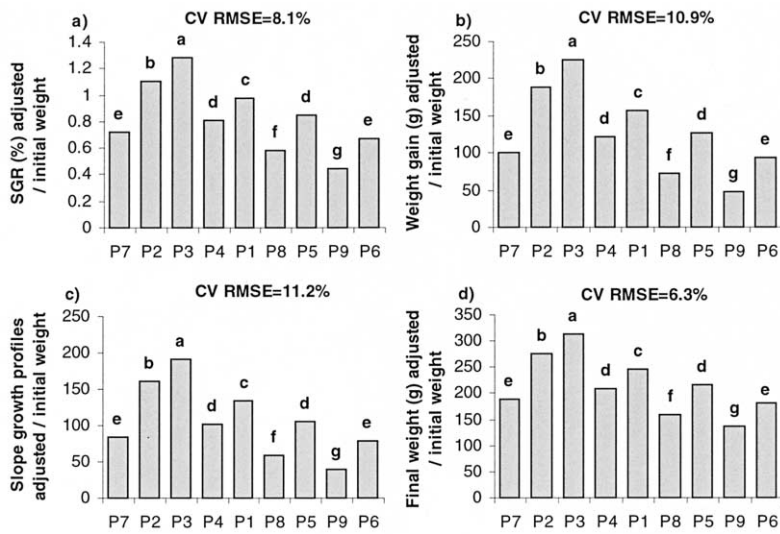 a)
CV RMSE=8.1%
SGR (%) adjusted
/ initial weight
1.4
1.2
1
0.8
0.6
0.4
0.2
0
e
b
a
d
c
f
d
g
e
P7 P2 P3 P4 P1 P8 P5 P9 P6
b)
CV RMSE=10.9%
Weight gain (g) adjusted
/ initial weight
250
200
150
100
50
0
e
b
a
d
c
f
d
g
e
P7 P2 P3 P4 P1 P8 P5 P9 P6
c)
CV RMSE=11.2%
Slope growth profiles
adjusted / initial weight
250
200
150
100
50
0
e
b
a
d
c
f
d
g
e
P7 P2 P3 P4 P1 P8 P5 P9 P6
d)
CV RMSE=6.3%
Final weight (g) adjusted
/ initial weight
350
300
250
200
150
100
50
0
e
b
a
d
c
f
d
g
e
P7 P2 P3 P4 P1 P8 P5 P9 P6